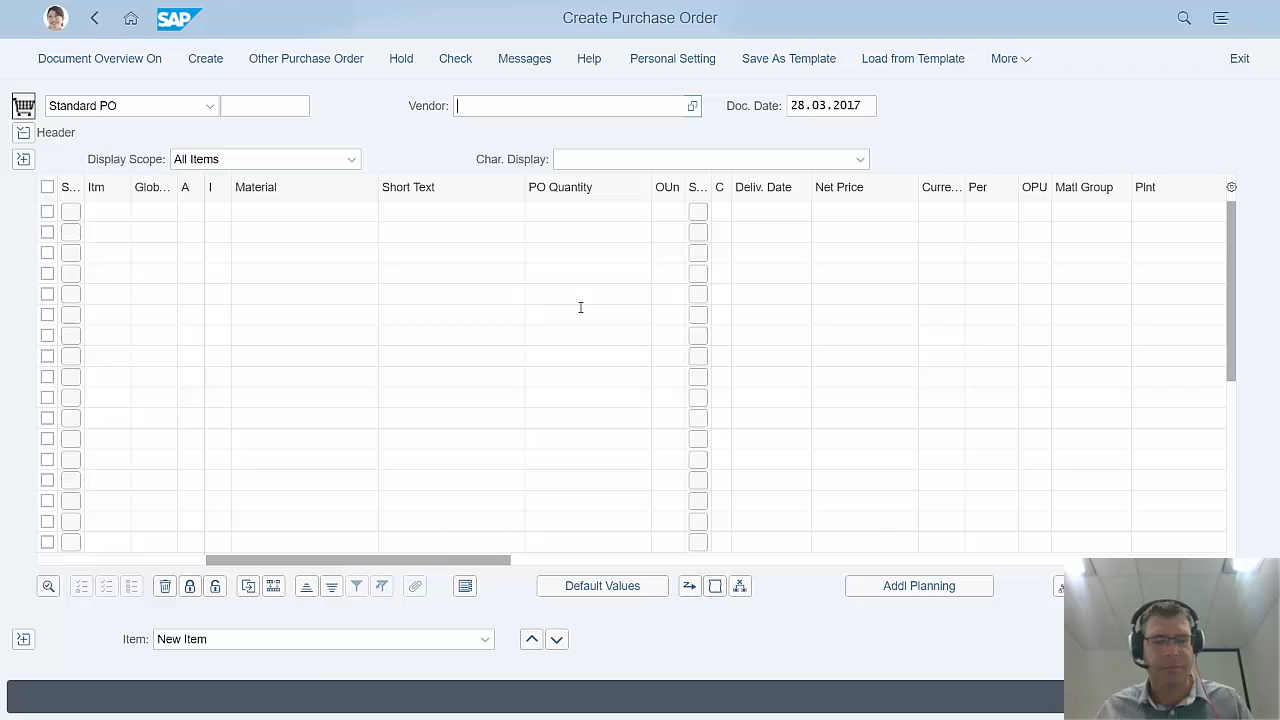 SAP Create Purchase Order
Document Overview On Create Other Purchase Order Hold Check Messages Help Personal Setting Save As Template Load from Template More Exit
Standard PO Vendor: Doc. Date: 28.03.2017
Header
Display Scope: All Items Char. Display:
S... Itm Glob... A I Material Short Text PO Quantity OUn S... C Deliv. Date Net Price Curre... Per OPU Matl Group Plnt
Default Values Addl Planning
Item: New Item